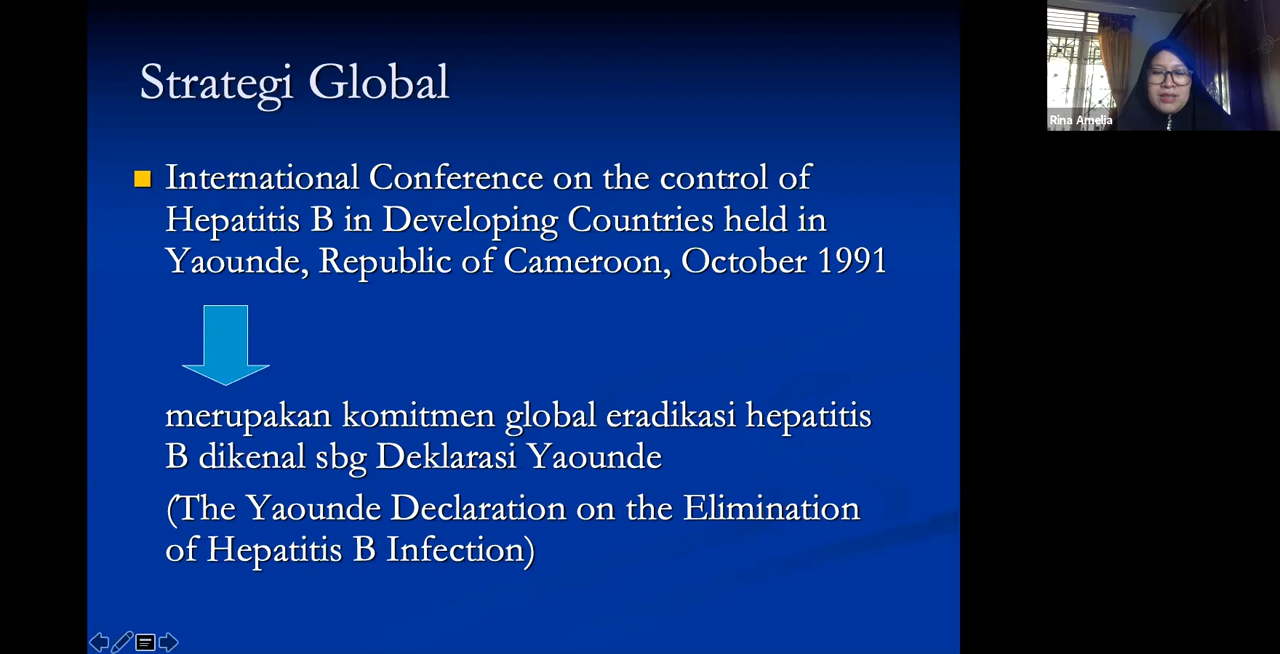 Strategi Global
International Conference on the control of
Hepatitis B in Developing Countries held in
Yaounde, Republic of Cameroon, October 1991
merupakan komitmen global eradikasi hepatitis
B dikenal sbg Deklarasi Yaounde
(The Yaounde Declaration on the Elimination
of Hepatitis B Infection)
Rina Amelia